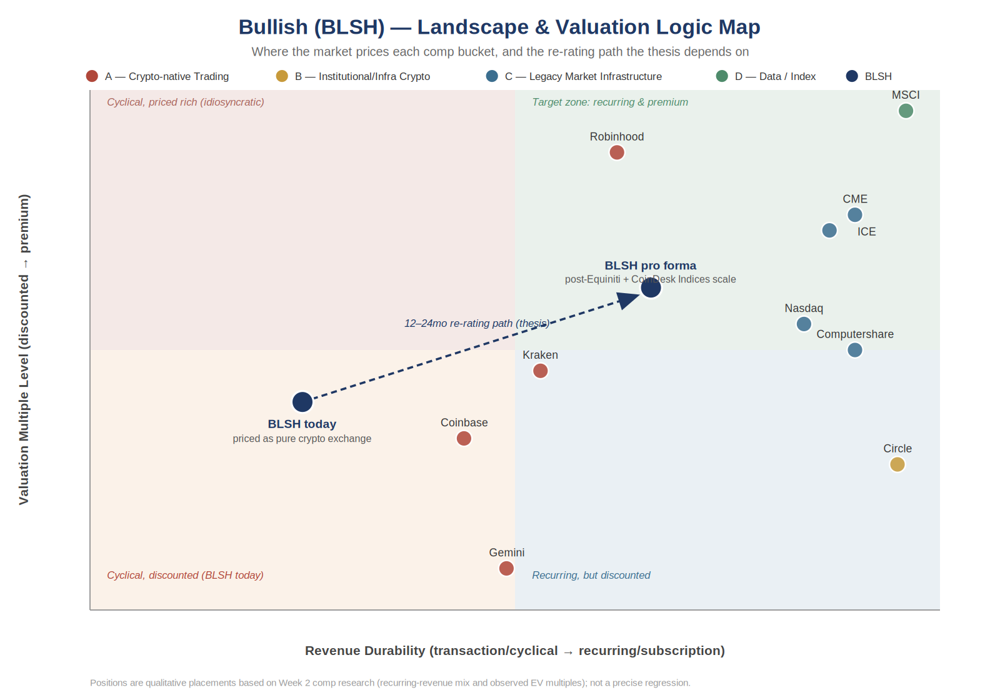 Bullish (BLSH) — Landscape & Valuation Logic Map
Where the market prices each comp bucket, and the re-rating path the thesis depends on
A — Crypto-native Trading
B — Institutional/Infra Crypto
C — Legacy Market Infrastructure
D — Data / Index
BLSH
Cyclical, priced rich (idiosyncratic)
Target zone: recurring & premium
MSCI
Robinhood
CME
ICE
BLSH pro forma
post-Equiniti + CoinDesk Indices scale
Nasdaq
12–24mo re-rating path (thesis)
Computershare
Kraken
BLSH today
priced as pure crypto exchange
Coinbase
Circle
Gemini
Cyclical, discounted (BLSH today)
Recurring, but discounted
Valuation Multiple Level (discounted → premium)
Revenue Durability (transaction/cyclical → recurring/subscription)
Positions are qualitative placements based on Week 2 comp research (recurring-revenue mix and observed EV multiples); not a precise regression.